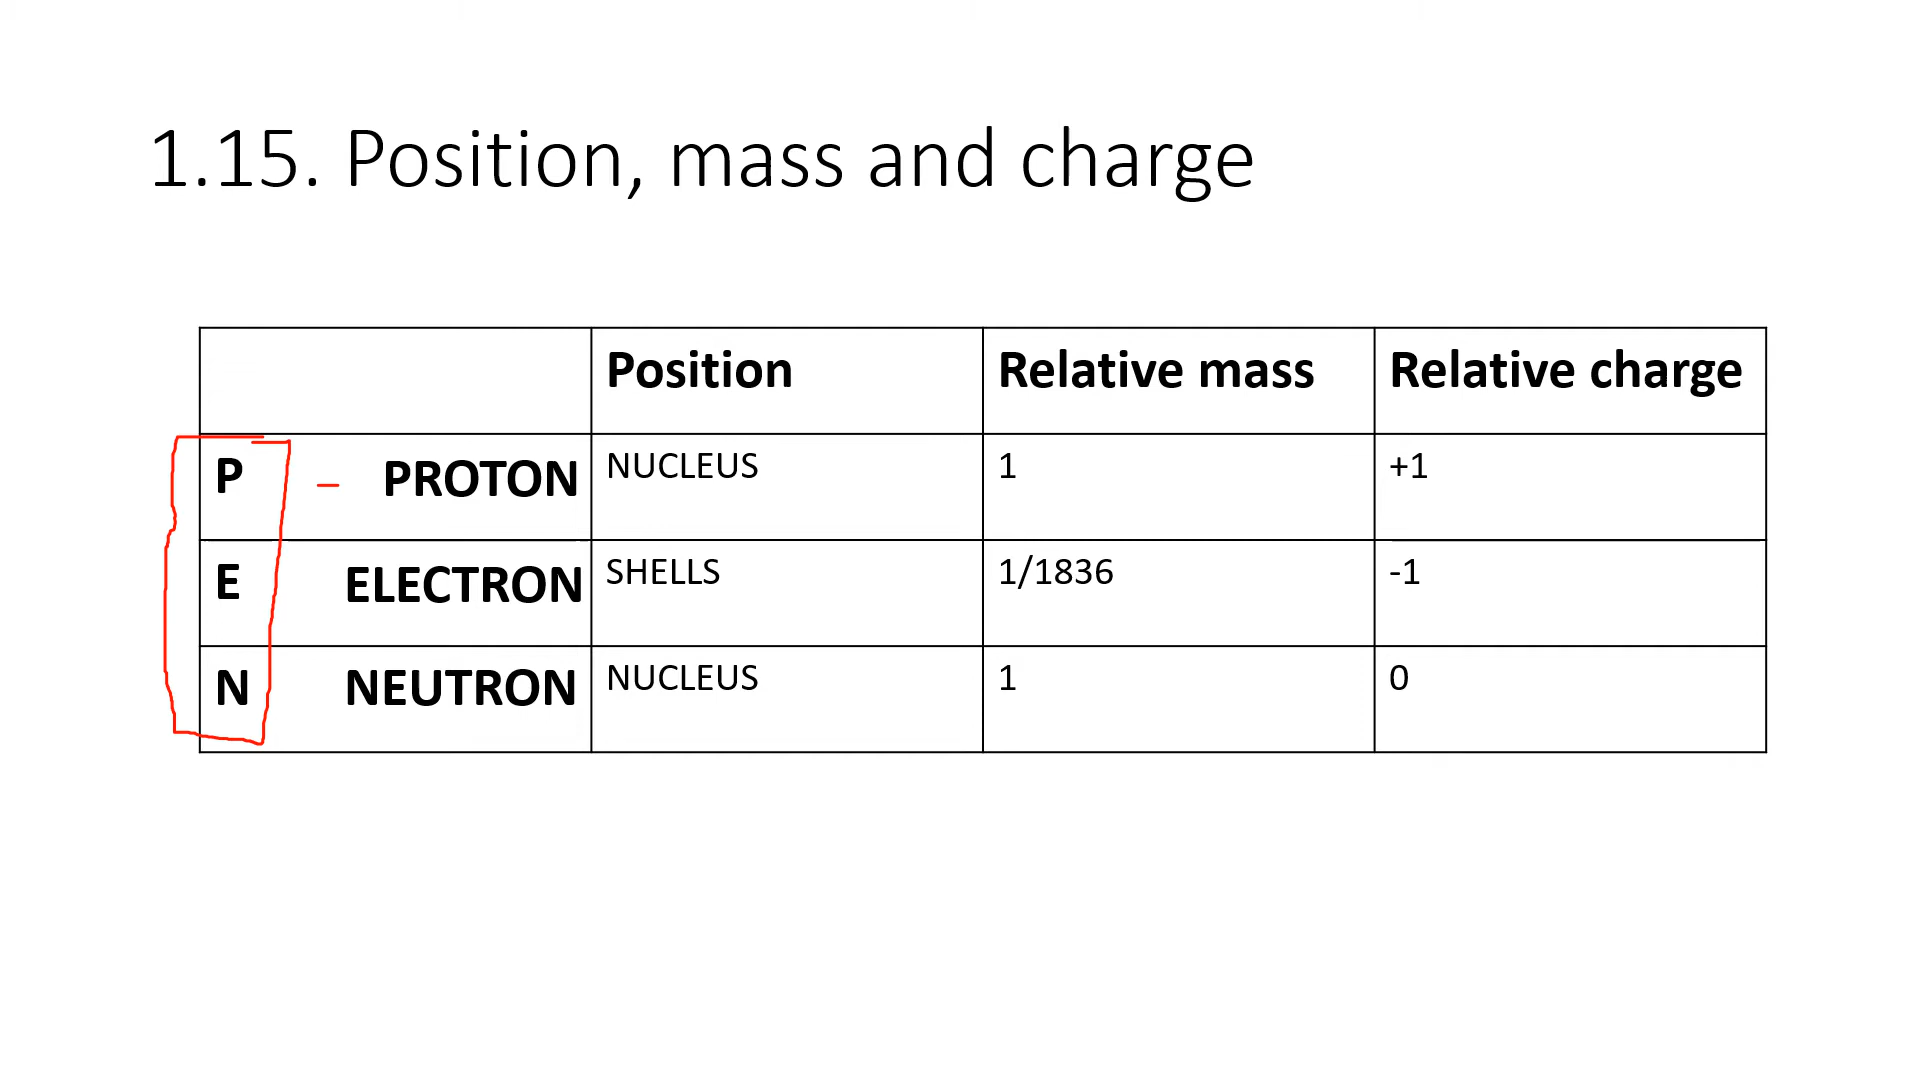 1.15. Position, mass and charge
Position Relative mass Relative charge
P – PROTON NUCLEUS 1 +1
E ELECTRON SHELLS 1/1836 -1
N NEUTRON NUCLEUS 1 0